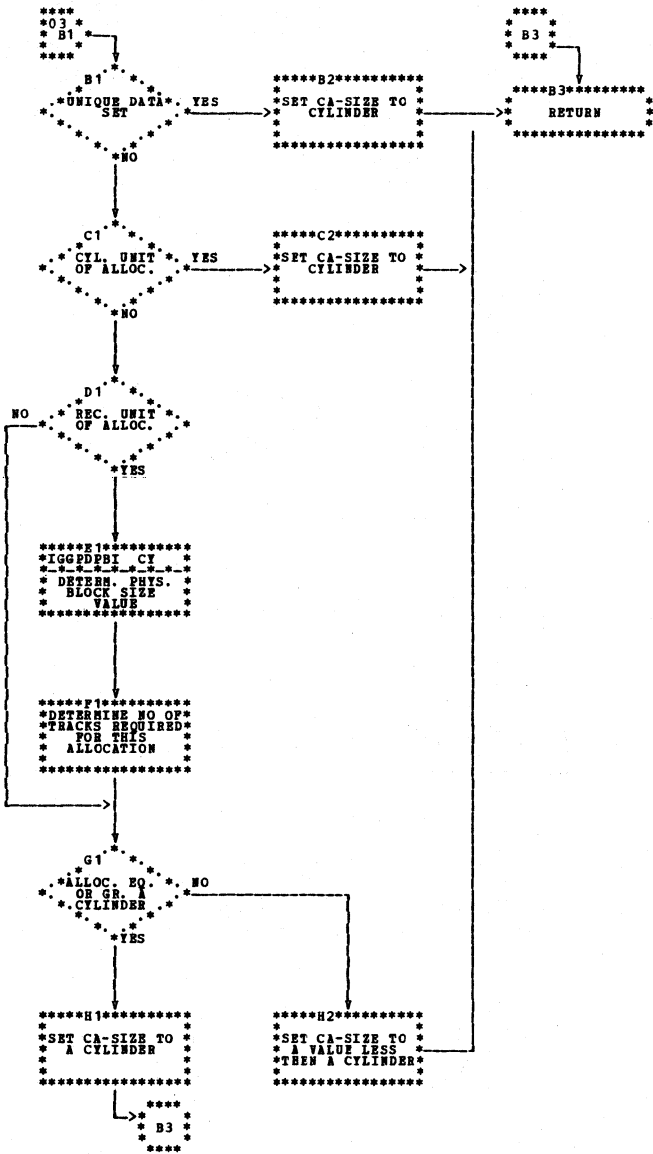 03
B1
B3
B1
UNIQUE DATA
SET
YES
NO
B2
SET CA-SIZE TO
CYLINDER
B3
RETURN
C1
CYL. UNIT
OF ALLOC.
YES
NO
C2
SET CA-SIZE TO
CYLINDER
D1
REC. UNIT
OF ALLOC.
NO
YES
E1
IGGPDPBI CY
DETERM. PHYS.
BLOCK SIZE
VALUE
F1
DETERMINE NO OF
TRACKS REQUIRED
FOR THIS
ALLOCATION
G1
ALLOC. EQ.
OR GR. A
CYLINDER
NO
YES
H1
SET CA-SIZE TO
A CYLINDER
H2
SET CA-SIZE TO
A VALUE LESS
THEN A CYLINDER
B3